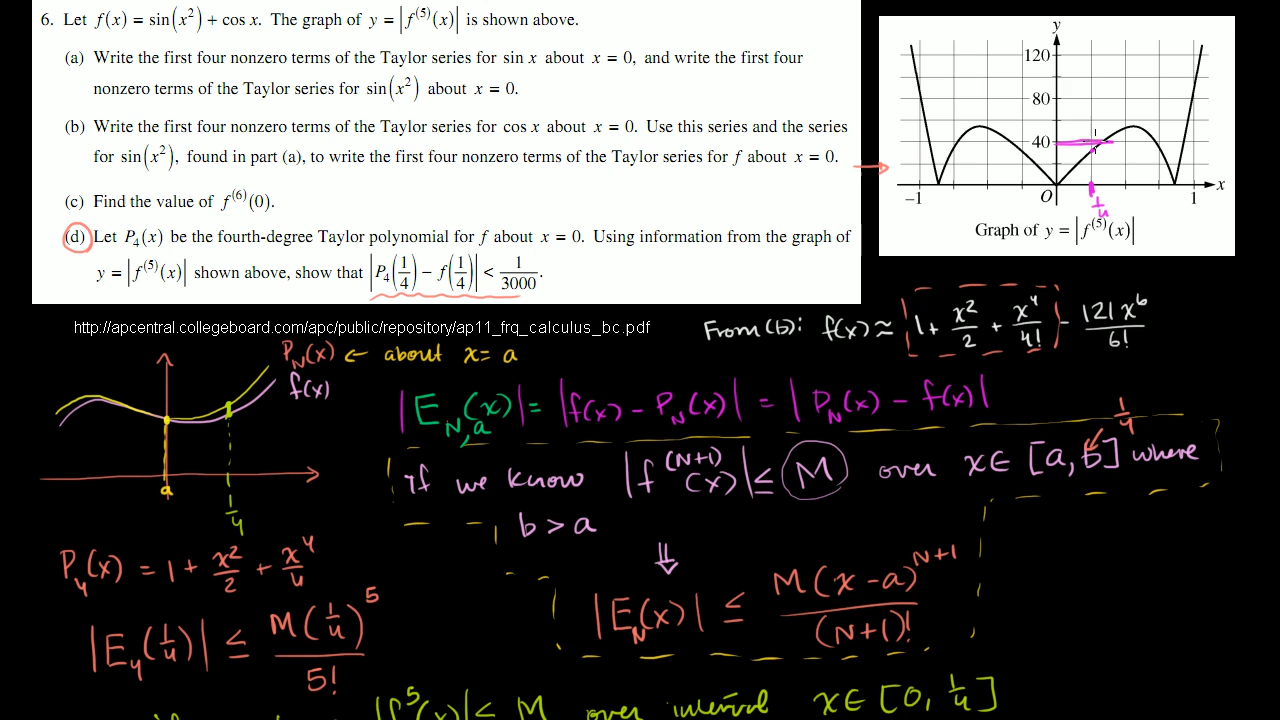 6. Let f(x) = sin(x²) + cos x. The graph of y = |f⁽⁵⁾(x)| is shown above.
(a) Write the first four nonzero terms of the Taylor series for sin x about x = 0, and write the first four
nonzero terms of the Taylor series for sin(x²) about x = 0.
(b) Write the first four nonzero terms of the Taylor series for cos x about x = 0. Use this series and the series
for sin(x²), found in part (a), to write the first four nonzero terms of the Taylor series for f about x = 0.
(c) Find the value of f⁽⁶⁾(0).
(d) Let P₄(x) be the fourth-degree Taylor polynomial for f about x = 0. Using information from the graph of
y = |f⁽⁵⁾(x)| shown above, show that |P₄(1/4) − f(1/4)| < 1/3000.
y
120
80
40
−1 O 1 x
1/4
Graph of y = |f⁽⁵⁾(x)|
http://apcentral.collegeboard.com/apc/public/repository/ap11_frq_calculus_bc.pdf
From (b): f(x) ≈ 1 + x²/2 + x⁴/4! − 121x⁶/6!
P_N(x) ← about x = a
f(x)
a
1/4
|E_N,a(x)| = |f(x) − P_N(x)| = |P_N(x) − f(x)|
1/4
If we know |f⁽ᴺ⁺¹⁾(x)| ≤ M over x∈[a,b] where
b > a
⇓
|E_N(x)| ≤ M(x−a)ᴺ⁺¹/(N+1)!
P₄(x) = 1 + x²/2 + x⁴/4
|E₄(1/4)| ≤ M(1/4)⁵/5!
|f⁵(x)| ≤ M over interval x∈[0, 1/4]